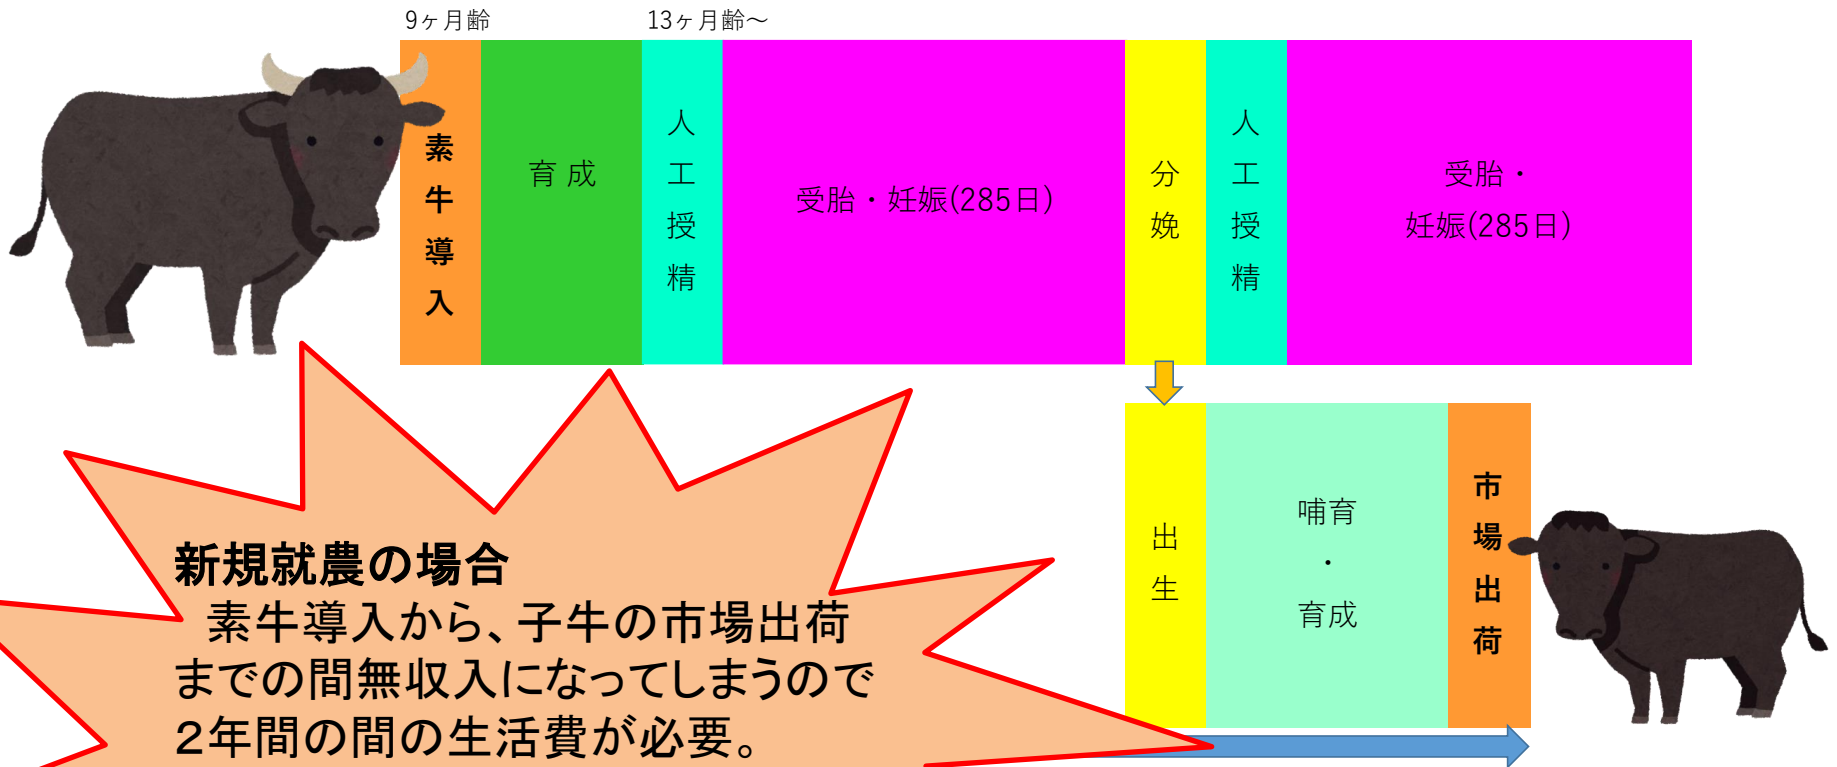 9ヶ月齢
13ヶ月齢～
素牛導入
育 成
人工授精
受胎・妊娠(285日)
分娩
人工授精
受胎・
妊娠(285日)
出生
哺育
・
育成
市場出荷
新規就農の場合
素牛導入から、子牛の市場出荷
までの間無収入になってしまうので
２年間の間の生活費が必要。